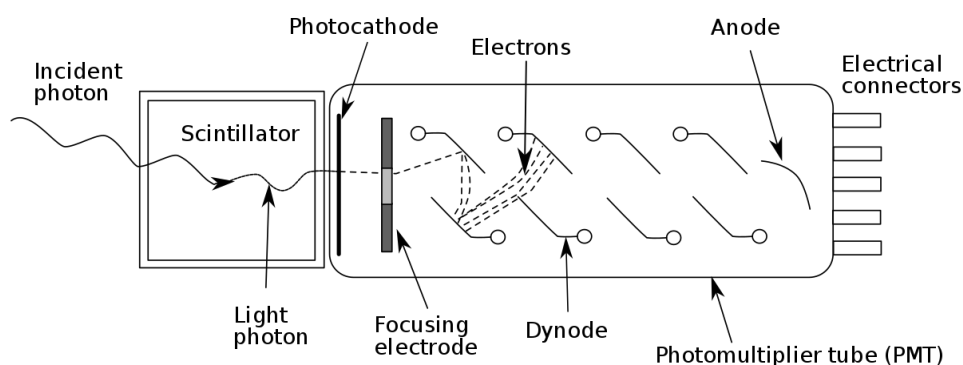 Photocathode
Electrons
Anode
Incident
photon
Electrical
connectors
Scintillator
Light
photon
Focusing
electrode
Dynode
Photomultiplier tube (PMT)